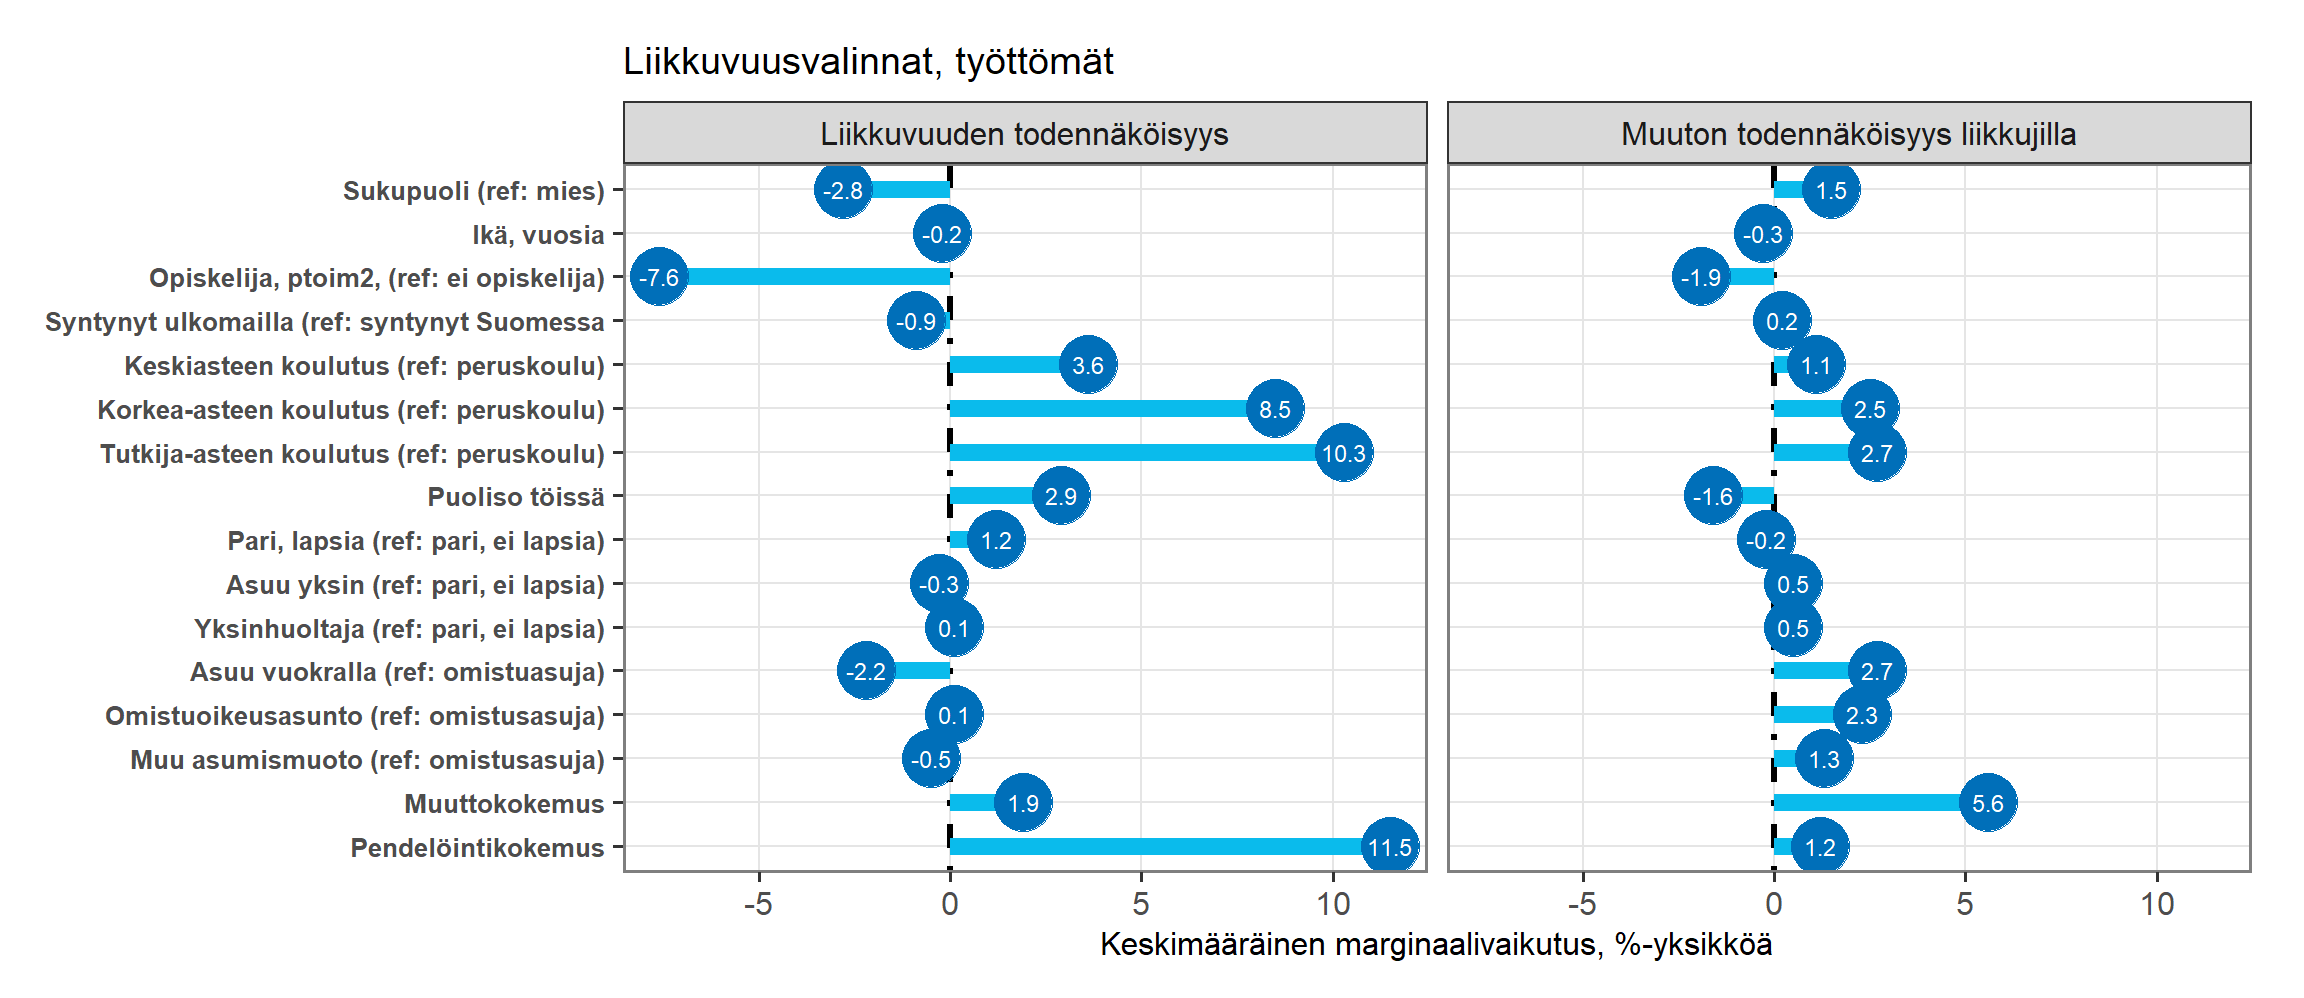 Liikkuvuusvalinnat, työttömät
Liikkuvuuden todennäköisyys
Muuton todennäköisyys liikkujilla
Sukupuoli (ref: mies) -2.8 1.5
Ikä, vuosia -0.2 -0.3
Opiskelija, ptoim2, (ref: ei opiskelija) -7.6 -1.9
Syntynyt ulkomailla (ref: syntynyt Suomessa -0.9 0.2
Keskiasteen koulutus (ref: peruskoulu) 3.6 1.1
Korkea-asteen koulutus (ref: peruskoulu) 8.5 2.5
Tutkija-asteen koulutus (ref: peruskoulu) 10.3 2.7
Puoliso töissä 2.9 -1.6
Pari, lapsia (ref: pari, ei lapsia) 1.2 -0.2
Asuu yksin (ref: pari, ei lapsia) -0.3 0.5
Yksinhuoltaja (ref: pari, ei lapsia) 0.1 0.5
Asuu vuokralla (ref: omistuasuja) -2.2 2.7
Omistuoikeusasunto (ref: omistusasuja) 0.1 2.3
Muu asumismuoto (ref: omistusasuja) -0.5 1.3
Muuttokokemus 1.9 5.6
Pendelöintikokemus 11.5 1.2
-5 0 5 10 -5 0 5 10
Keskimääräinen marginaalivaikutus, %-yksikköä